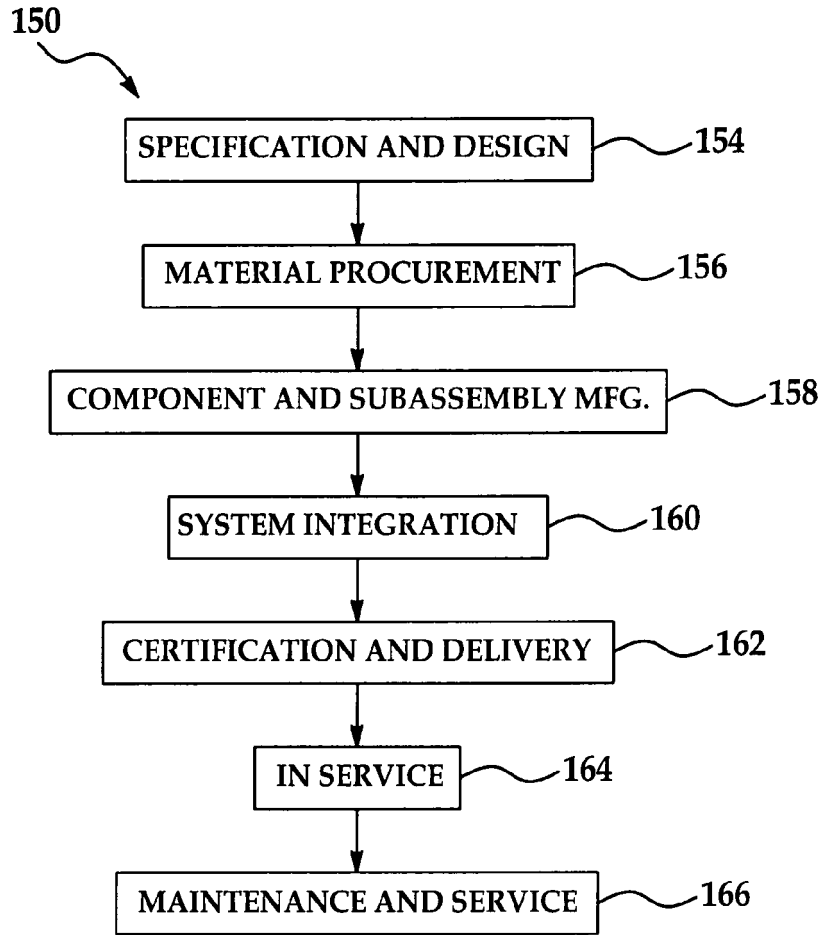 150
SPECIFICATION AND DESIGN 154
MATERIAL PROCUREMENT 156
COMPONENT AND SUBASSEMBLY MFG. 158
SYSTEM INTEGRATION 160
CERTIFICATION AND DELIVERY 162
IN SERVICE 164
MAINTENANCE AND SERVICE 166